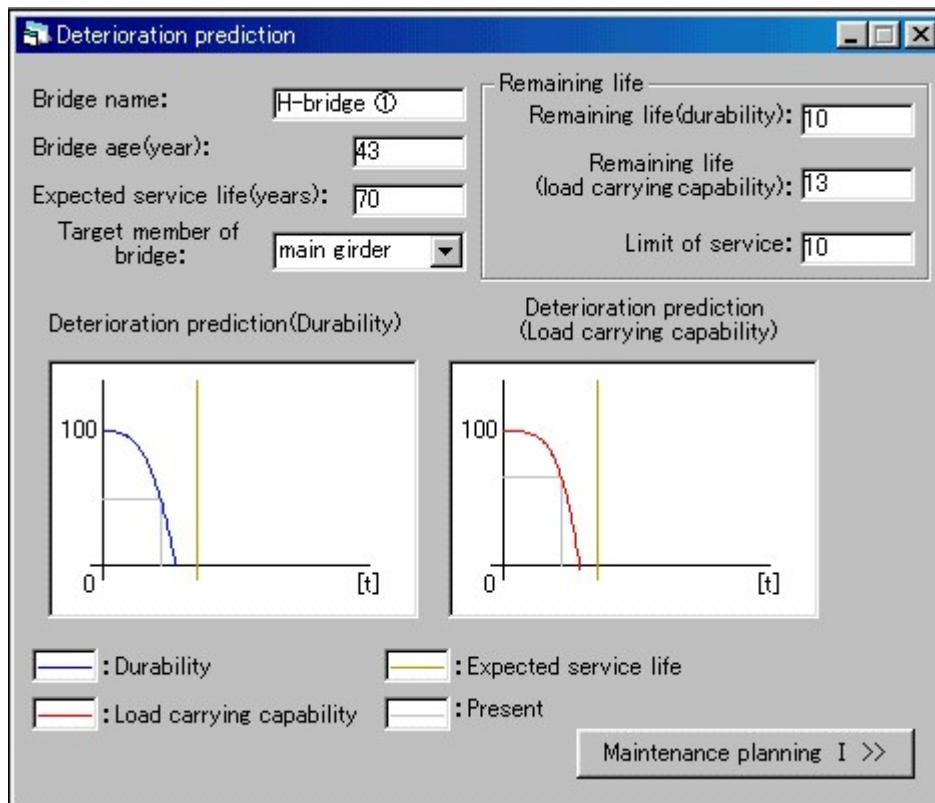 Deterioration prediction
Bridge name: H-bridge ①
Bridge age(year): 43
Expected service life(years): 70
Target member of
bridge: main girder
Remaining life
Remaining life(durability): 10
Remaining life
(load carrying capability): 13
Limit of service: 10
Deterioration prediction(Durability)
100
0
[t]
Deterioration prediction
(Load carrying capability)
100
0
[t]
:Durability
:Expected service life
:Load carrying capability
:Present
Maintenance planning Ⅰ >>